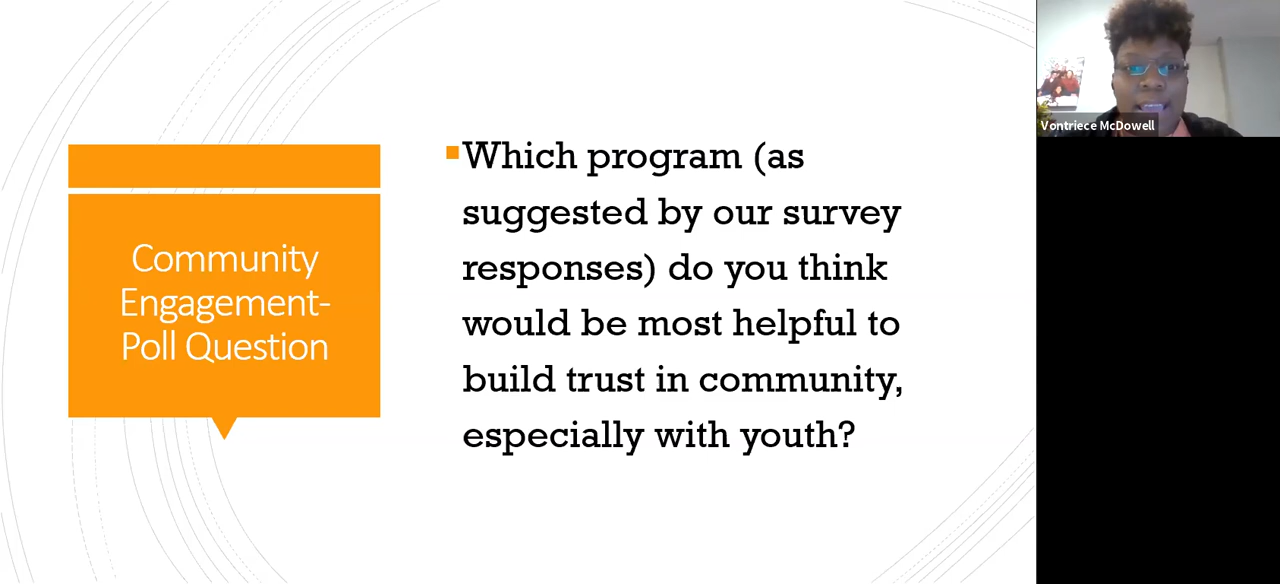 Community
Engagement-
Poll Question
Which program (as
suggested by our survey
responses) do you think
would be most helpful to
build trust in community,
especially with youth?
Vontriece McDowell